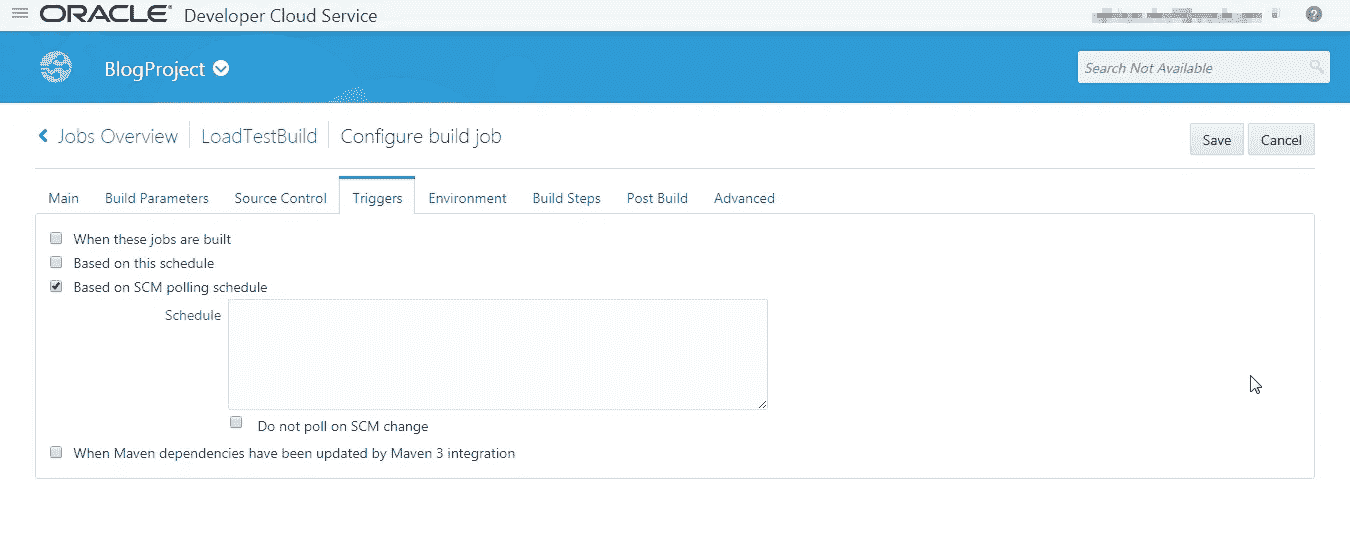 ORACLE® Developer Cloud Service
?
BlogProject
Search Not Available
Jobs Overview LoadTestBuild Configure build job
Save Cancel
Main Build Parameters Source Control Triggers Environment Build Steps Post Build Advanced
When these jobs are built
Based on this schedule
Based on SCM polling schedule
Schedule
Do not poll on SCM change
When Maven dependencies have been updated by Maven 3 integration